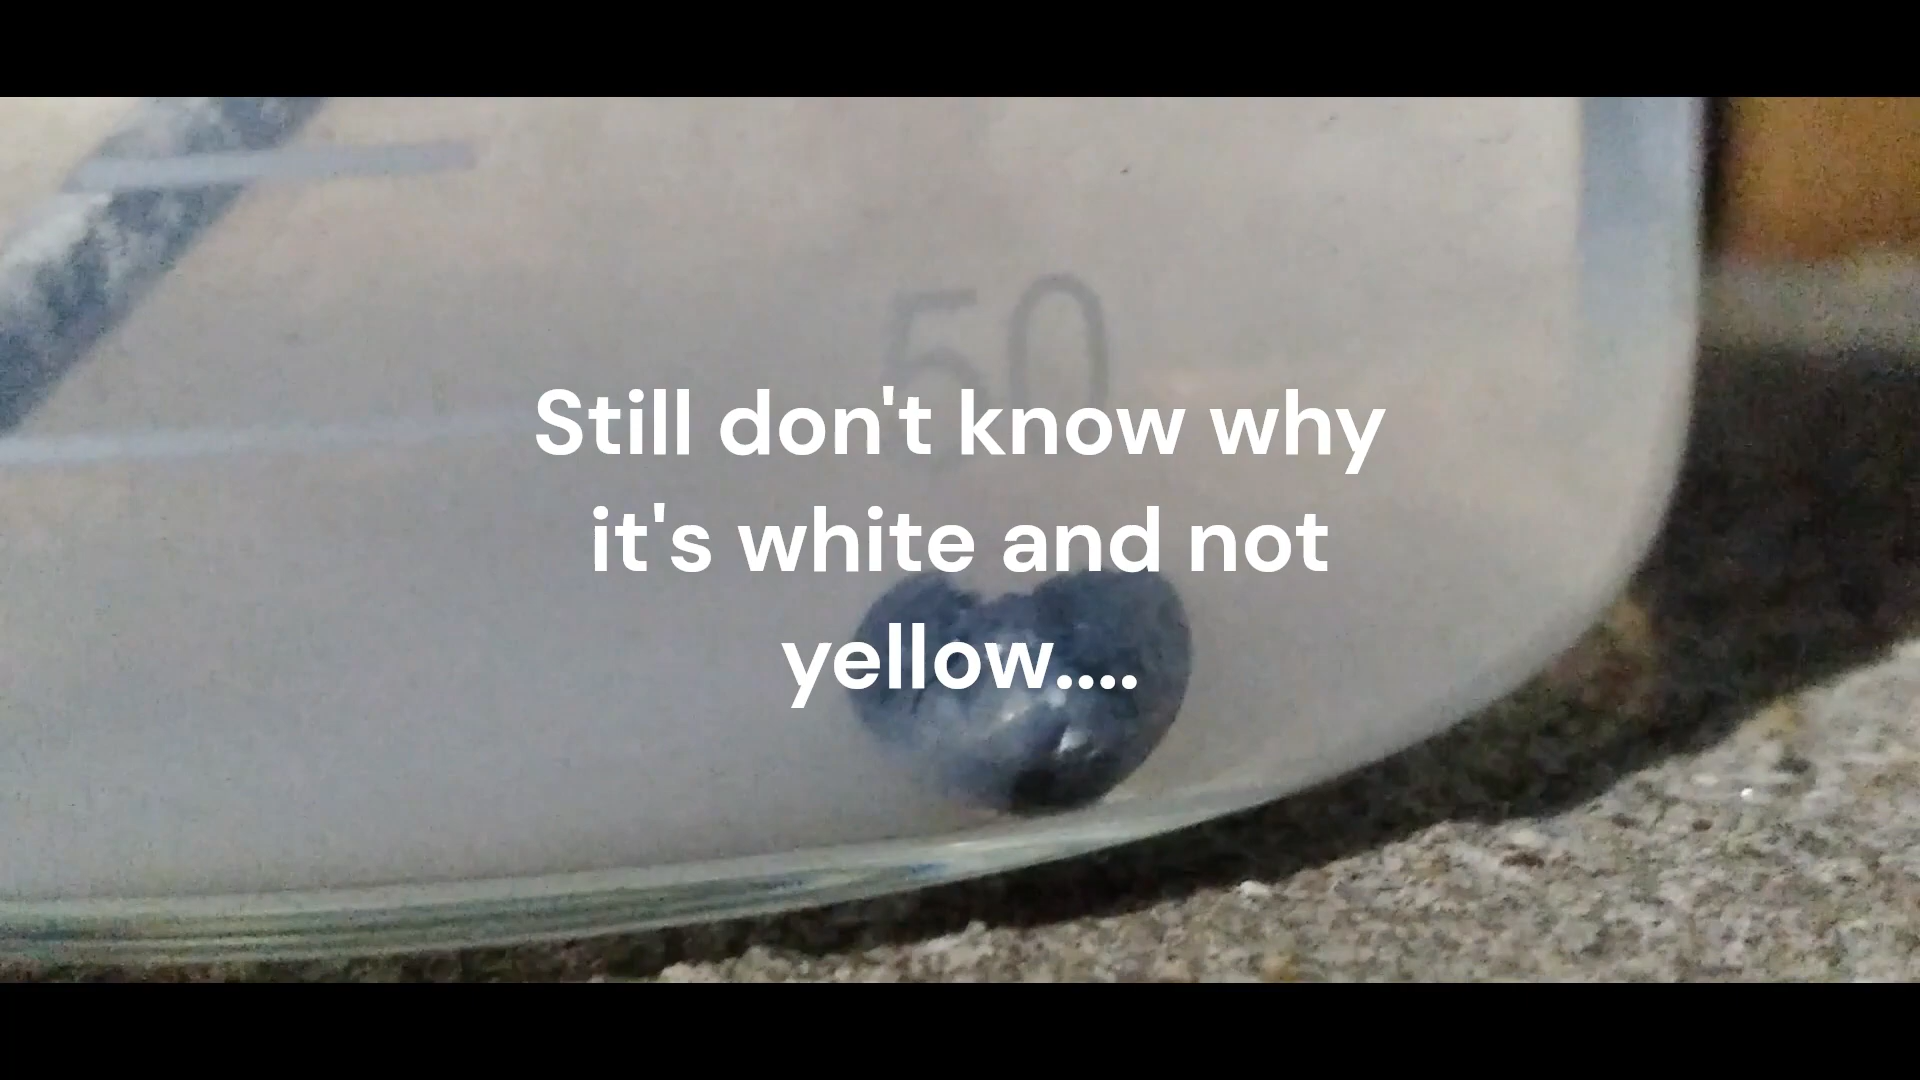 50
Still don't know why
it's white and not
yellow....